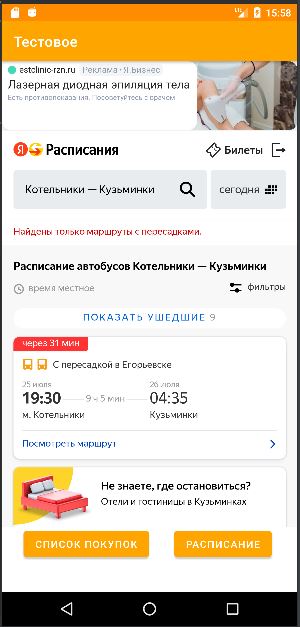 15:58
Тестовое
estclinic-rzn.ru Реклама · Я.Бизнес
Лазерная диодная эпиляция тела
Есть противопоказания. Посоветуйтесь с врачом
Я Расписания
Билеты
Котельники — Кузьминки
сегодня
Найдены только маршруты с пересадками.
Расписание автобусов Котельники — Кузьминки
время местное
фильтры
ПОКАЗАТЬ УШЕДШИЕ 9
через 31 мин
С пересадкой в Егорьевске
25 июля
26 июля
19:30
9 ч 5 мин
04:35
м. Котельники
Кузьминки
Посмотреть маршрут
Не знаете, где остановиться?
Отели и гостиницы в Кузьминках
СПИСОК ПОКУПОК
РАСПИСАНИЕ